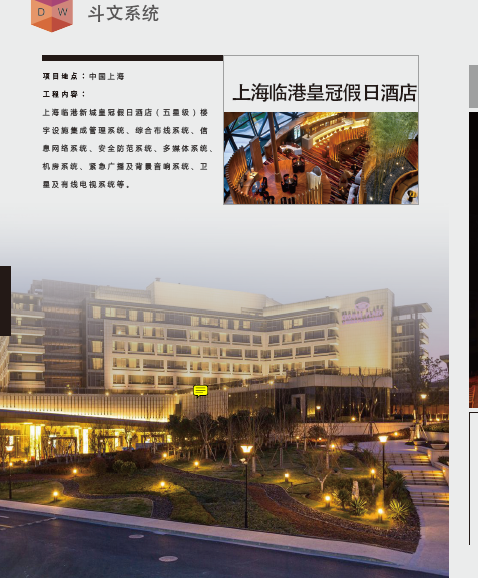 DW 斗文系统
项目地点：中国上海
工程内容：
上海临港新城皇冠假日酒店（五星级）楼
宇设施集成管理系统、综合布线系统、信
息网络系统、安全防范系统、多媒体系统、
机房系统、紧急广播及背景音响系统、卫
星及有线电视系统等。
上海临港皇冠假日酒店